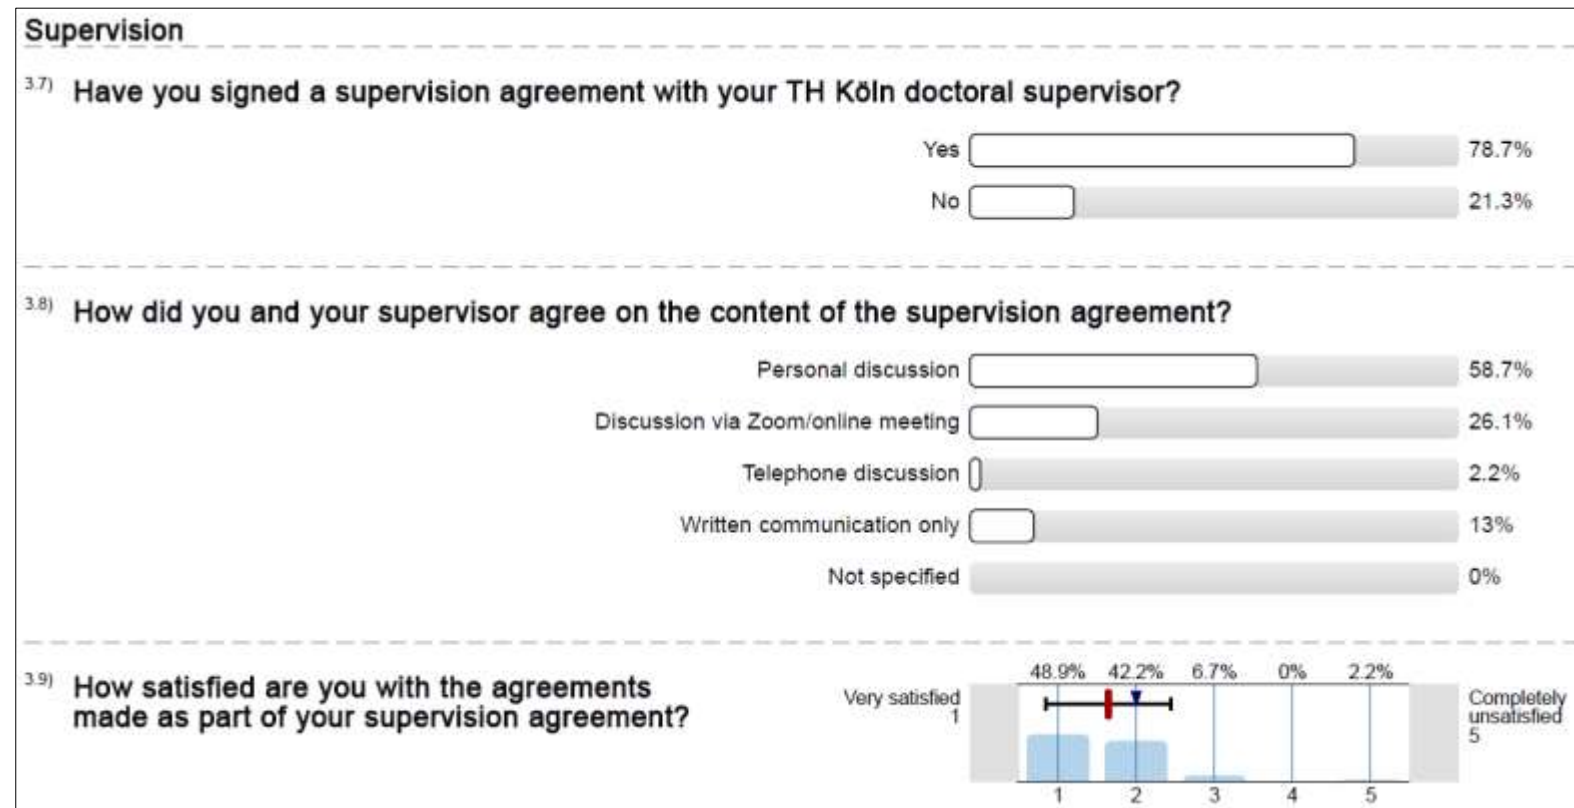 Supervision
3.7) Have you signed a supervision agreement with your TH Köln doctoral supervisor?
Yes 78.7%
No 21.3%
3.8) How did you and your supervisor agree on the content of the supervision agreement?
Personal discussion 58.7%
Discussion via Zoom/online meeting 26.1%
Telephone discussion 2.2%
Written communication only 13%
Not specified 0%
3.9) How satisfied are you with the agreements
made as part of your supervision agreement?
48.9% 42.2% 6.7% 0% 2.2%
Very satisfied
1
Completely
unsatisfied
5
1 2 3 4 5